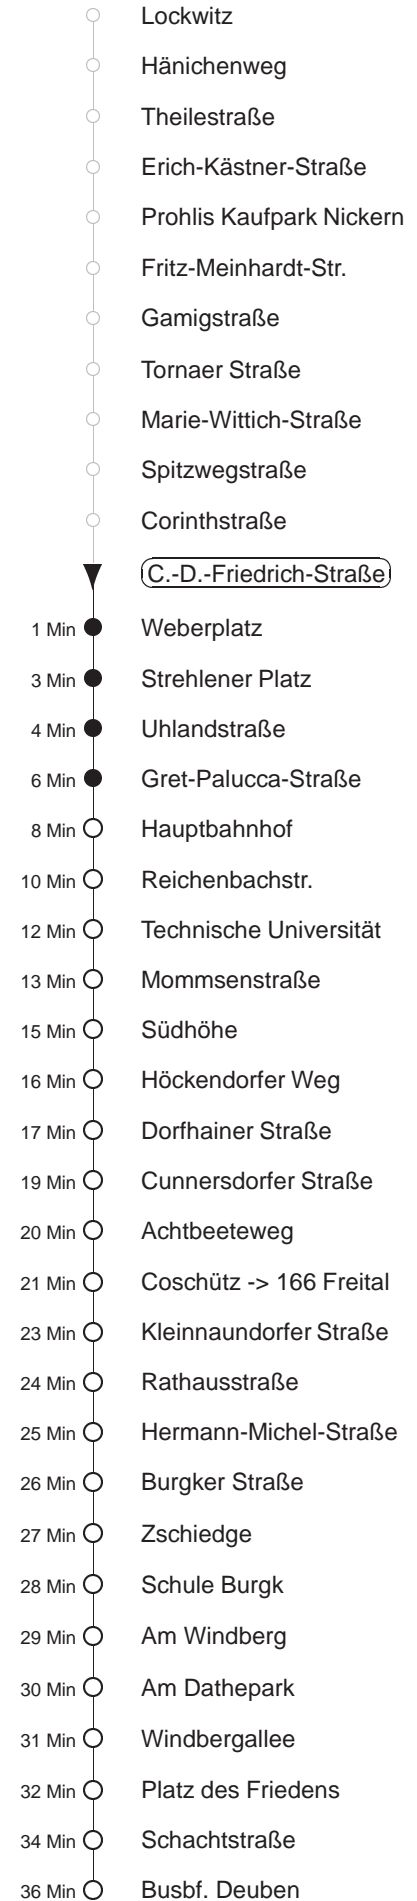 Lockwitz
Hänichenweg
Theilestraße
Erich-Kästner-Straße
Prohlis Kaufpark Nickern
Fritz-Meinhardt-Str.
Gamigstraße
Tornaer Straße
Marie-Wittich-Straße
Spitzwegstraße
Corinthstraße
C.-D.-Friedrich-Straße
1 Min Weberplatz
3 Min Strehlener Platz
4 Min Uhlandstraße
6 Min Gret-Palucca-Straße
8 Min Hauptbahnhof
10 Min Reichenbachstr.
12 Min Technische Universität
13 Min Mommsenstraße
15 Min Südhöhe
16 Min Höckendorfer Weg
17 Min Dorfhainer Straße
19 Min Cunnersdorfer Straße
20 Min Achtbeeteweg
21 Min Coschütz -> 166 Freital
23 Min Kleinnaundorfer Straße
24 Min Rathausstraße
25 Min Hermann-Michel-Straße
26 Min Burgker Straße
27 Min Zschiedge
28 Min Schule Burgk
29 Min Am Windberg
30 Min Am Dathepark
31 Min Windbergallee
32 Min Platz des Friedens
34 Min Schachtstraße
36 Min Busbf. Deuben